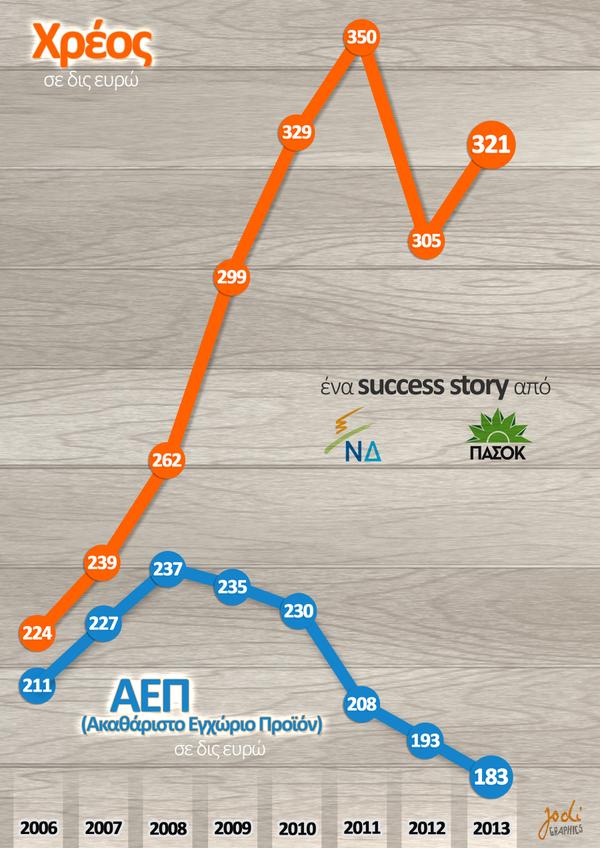 Χρέος
σε δις ευρώ
350
329
321
305
299
ένα success story από
ΝΔ
ΠΑΣΟΚ
262
239
237
235
230
227
224
211
208
193
183
ΑΕΠ
(Ακαθάριστο Εγχώριο Προϊόν)
σε δις ευρώ
2006 2007 2008 2009 2010 2011 2012 2013
Jodi
GRAPHICS